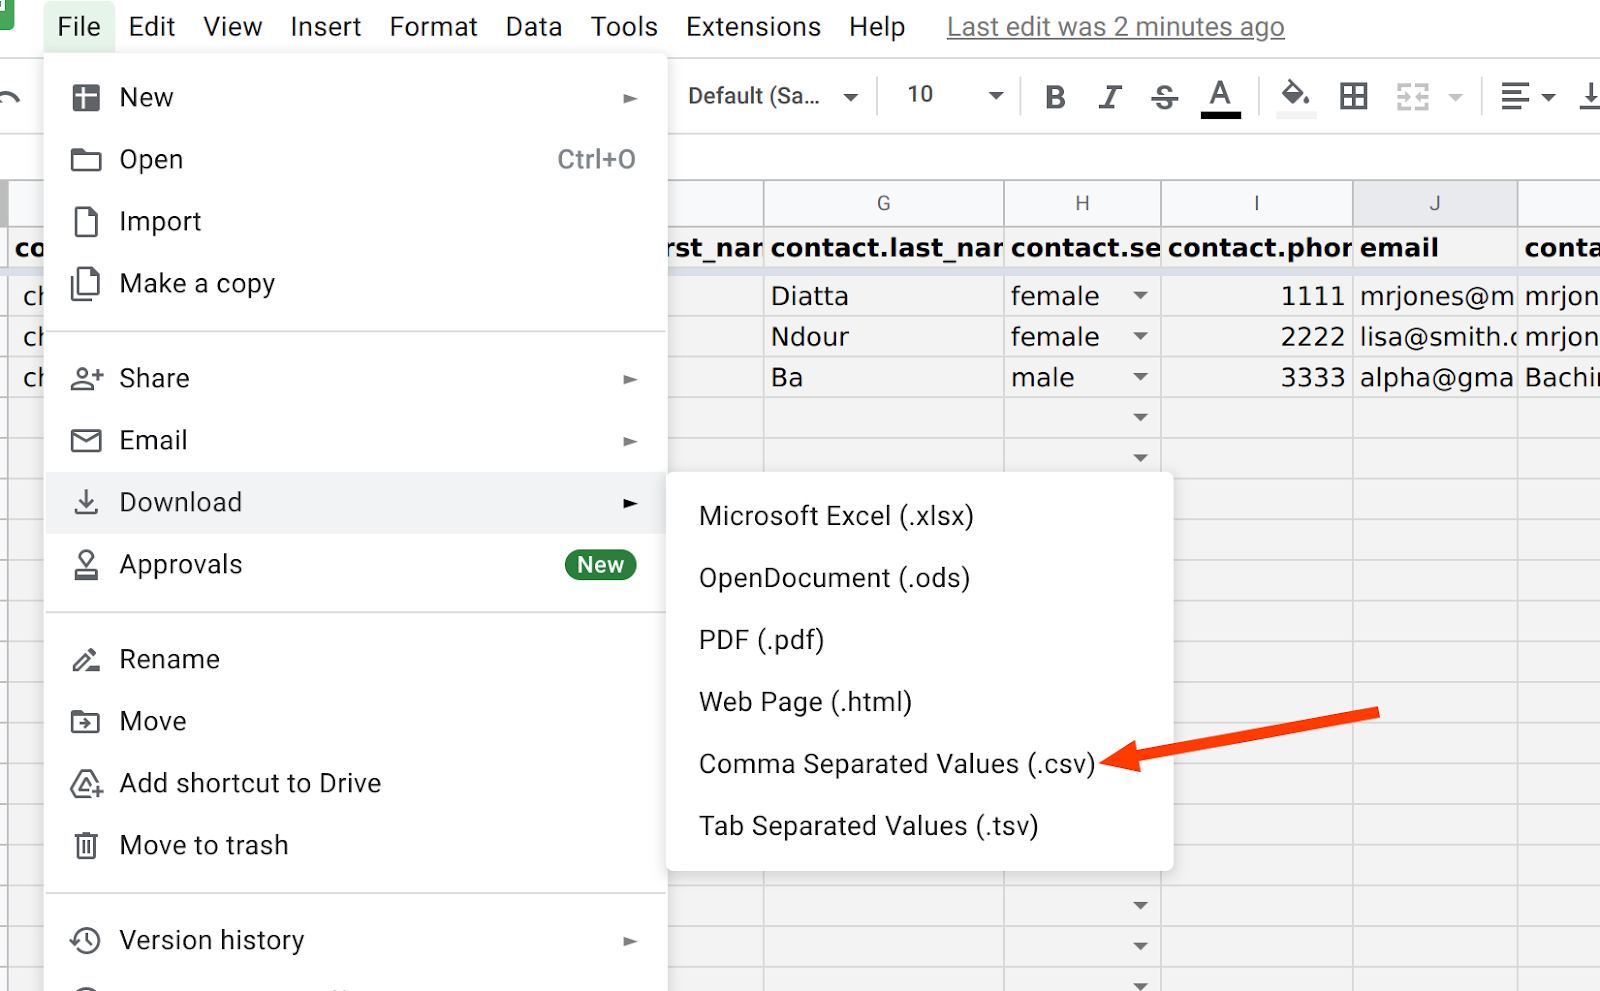 File Edit View Insert Format Data Tools Extensions Help Last edit was 2 minutes ago
New
Default (Sa... 10 B I S A
Open Ctrl+O
Import
G H I J
co rst_nam contact.last_nam contact.se contact.phon email conta
Make a copy
ch Diatta female 1111 mrjones@m mrjon
ch Ndour female 2222 lisa@smith.c mrjon
ch Ba male 3333 alpha@gma Bachi
Share
Email
Download
Microsoft Excel (.xlsx)
Approvals New
OpenDocument (.ods)
PDF (.pdf)
Rename
Web Page (.html)
Move
Comma Separated Values (.csv)
Add shortcut to Drive
Tab Separated Values (.tsv)
Move to trash
Version history